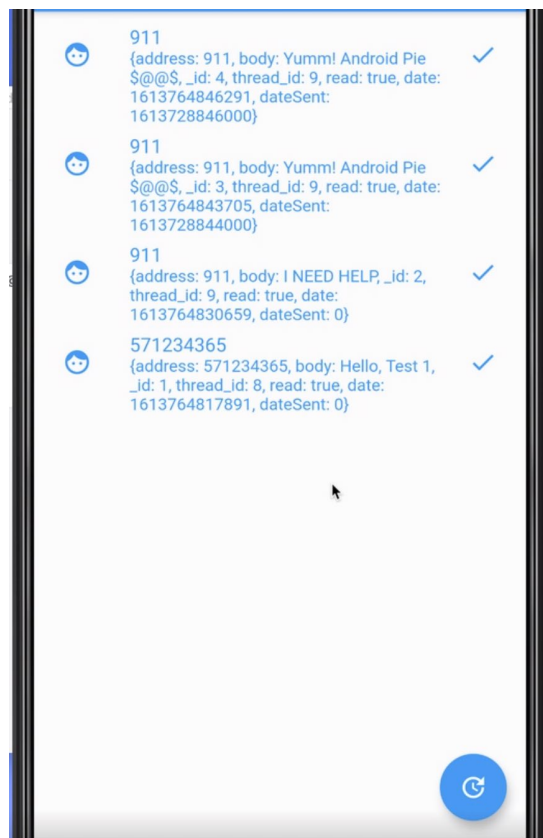 911
{address: 911, body: Yumm! Android Pie
$@@$, _id: 4, thread_id: 9, read: true, date:
1613764846291, dateSent:
1613728846000}
911
{address: 911, body: Yumm! Android Pie
$@@$, _id: 3, thread_id: 9, read: true, date:
1613764843705, dateSent:
1613728844000}
911
{address: 911, body: I NEED HELP, _id: 2,
thread_id: 9, read: true, date:
1613764830659, dateSent: 0}
571234365
{address: 571234365, body: Hello, Test 1,
_id: 1, thread_id: 8, read: true, date:
1613764817891, dateSent: 0}